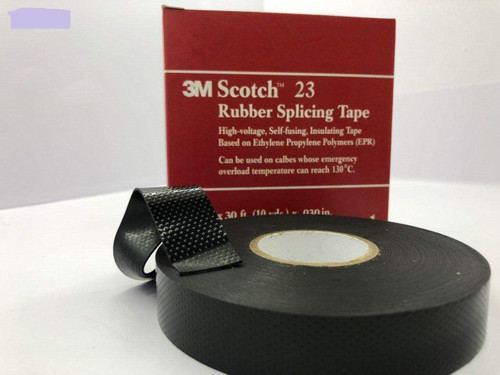 3M Scotch™ 23
Rubber Splicing Tape
High-voltage, Self-fusing, Insulating Tape
Based on Ethylene Propylene Polymers (EPR)
Can be used on calbes whose emergency
overload temperature can reach 130°C.
x 30 ft. (10 yds.) x .030 in.